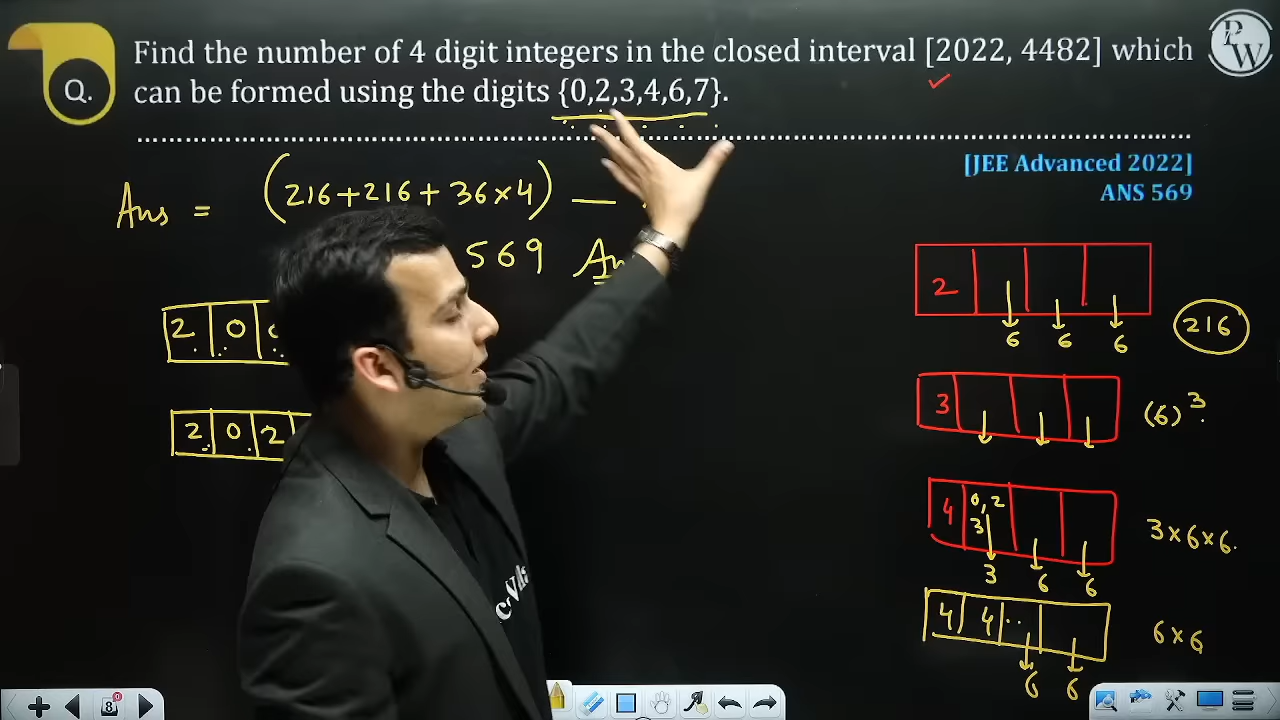 Q.
Find the number of 4 digit integers in the closed interval [2022, 4482] which
can be formed using the digits {0,2,3,4,6,7}.
[JEE Advanced 2022]
ANS 569
PW
Ans = (216+216+36×4) —
569 An
2 0
2 0 2
2
6 6 6
216
3
(6)³
4 0,2
3
3 6 6
3×6×6.
4 4
6 6
6×6
8
0